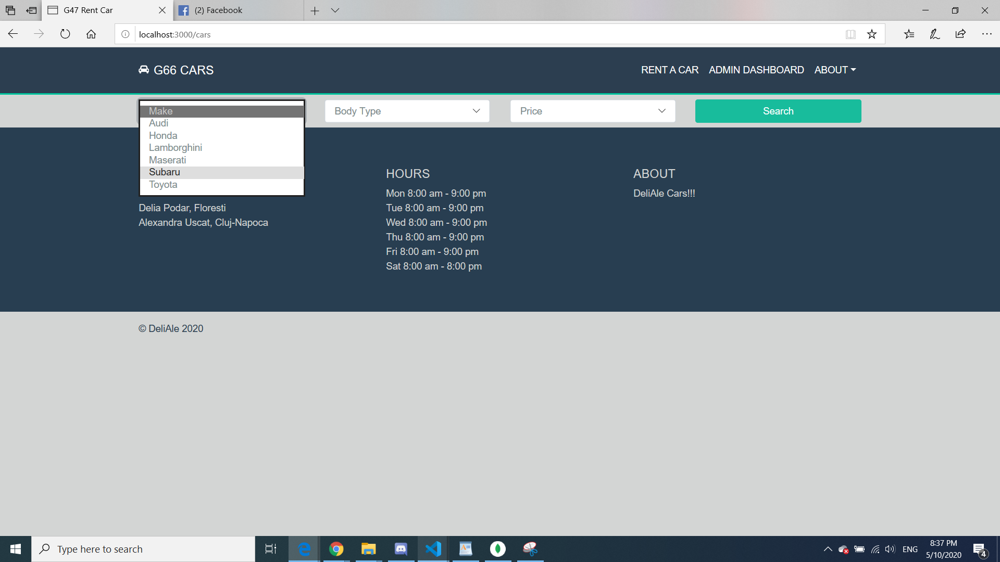 G47 Rent Car
(2) Facebook
localhost:3000/cars
G66 CARS
RENT A CAR
ADMIN DASHBOARD
ABOUT
Make
Audi
Honda
Lamborghini
Maserati
Subaru
Toyota
Body Type
Price
Search
Delia Podar, Floresti
Alexandra Uscat, Cluj-Napoca
HOURS
Mon 8:00 am - 9:00 pm
Tue 8:00 am - 9:00 pm
Wed 8:00 am - 9:00 pm
Thu 8:00 am - 9:00 pm
Fri 8:00 am - 9:00 pm
Sat 8:00 am - 8:00 pm
ABOUT
DeliAle Cars!!!
© DeliAle 2020
Type here to search
ENG
8:37 PM
5/10/2020
4